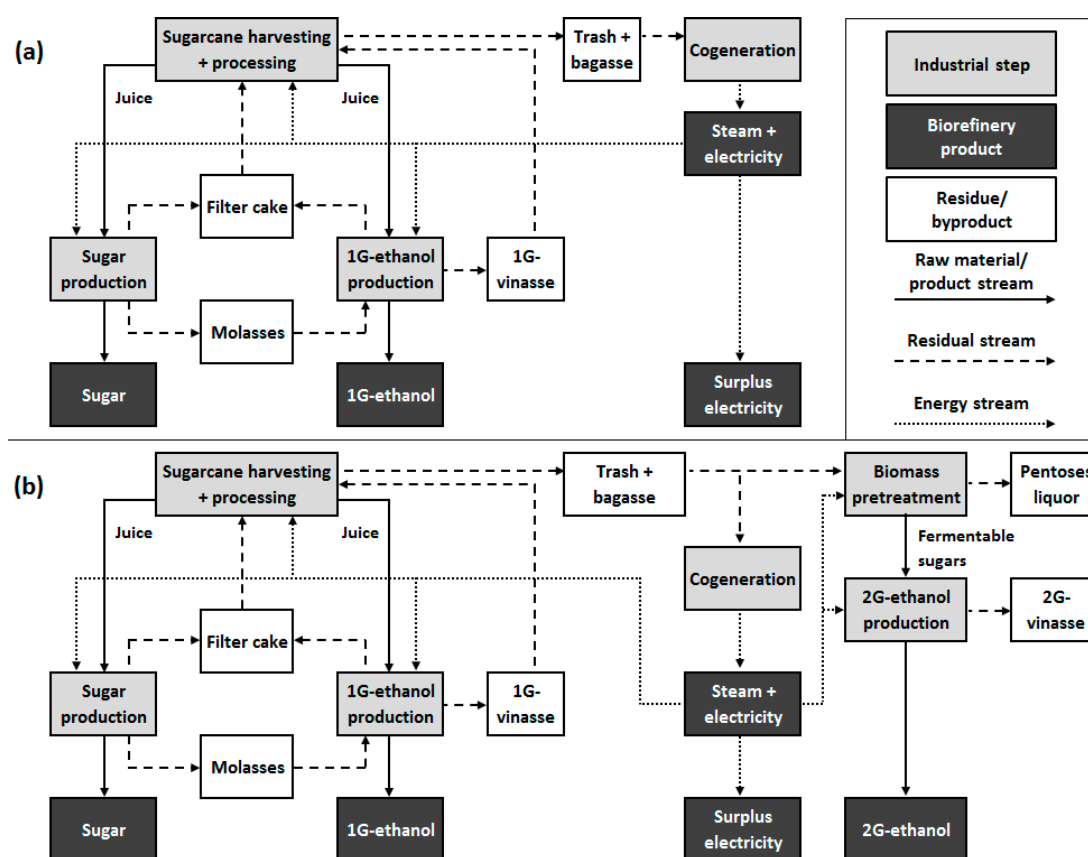 (a)
Sugarcane harvesting
+ processing
Trash +
bagasse
Cogeneration
Juice
Juice
Steam +
electricity
Filter cake
Sugar
production
1G-ethanol
production
1G-
vinasse
Molasses
Sugar
1G-ethanol
Surplus
electricity
Industrial step
Biorefinery
product
Residue/
byproduct
Raw material/
product stream
Residual stream
Energy stream
(b)
Sugarcane harvesting
+ processing
Trash +
bagasse
Biomass
pretreatment
Pentoses
liquor
Juice
Juice
Fermentable
sugars
Cogeneration
2G-ethanol
production
2G-
vinasse
Filter cake
Sugar
production
1G-ethanol
production
1G-
vinasse
Steam +
electricity
Molasses
Sugar
1G-ethanol
Surplus
electricity
2G-ethanol